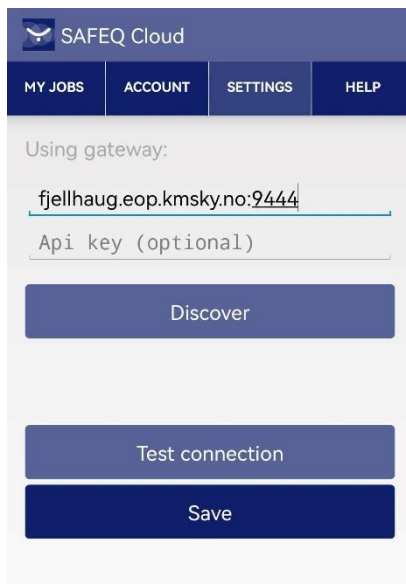 SAFEQ Cloud
MY JOBS ACCOUNT SETTINGS HELP
Using gateway:
fjellhaug.eop.kmsky.no:9444
Api key (optional)
Discover
Test connection
Save